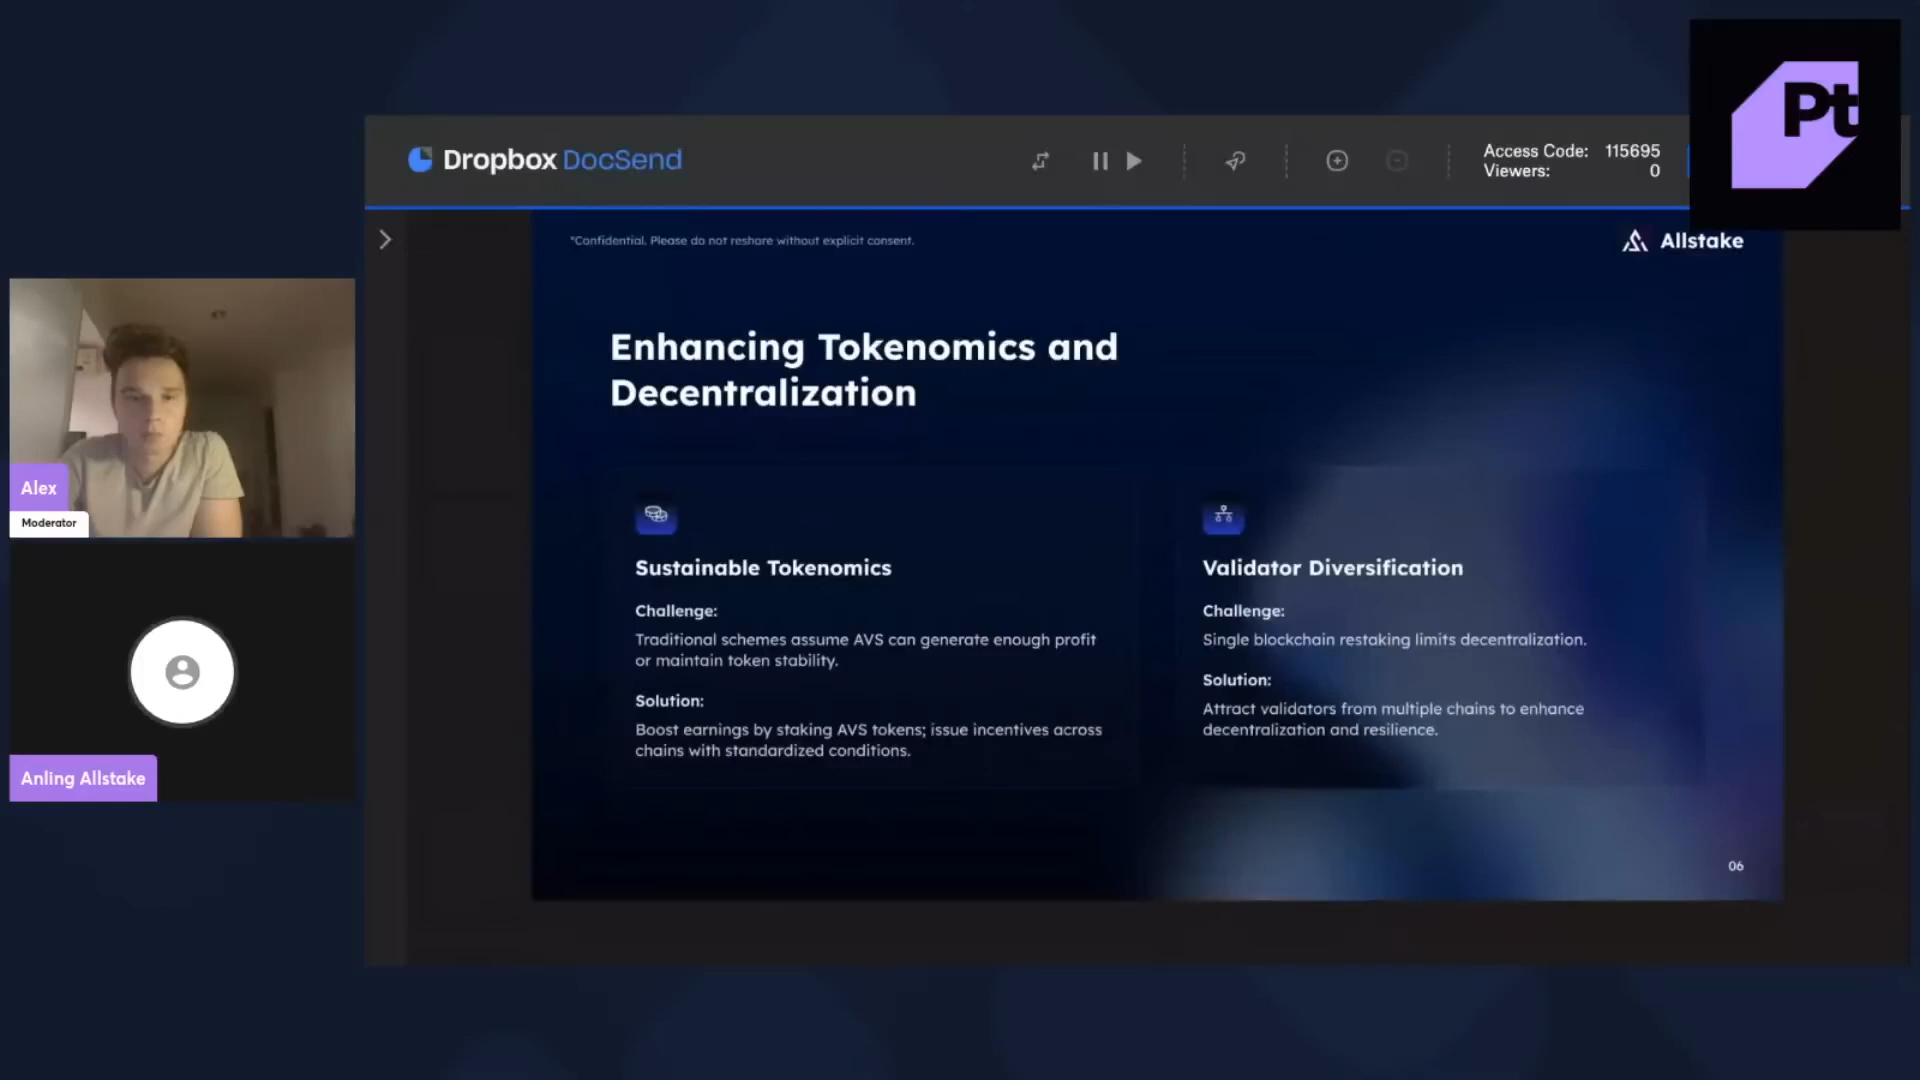 Pt
Dropbox DocSend
Access Code: 115695
Viewers: 0
*Confidential. Please do not reshare without explicit consent.
Allstake
Enhancing Tokenomics and
Decentralization
Sustainable Tokenomics
Challenge:
Traditional schemes assume AVS can generate enough profit
or maintain token stability.
Solution:
Boost earnings by staking AVS tokens; issue incentives across
chains with standardized conditions.
Validator Diversification
Challenge:
Single blockchain restaking limits decentralization.
Solution:
Attract validators from multiple chains to enhance
decentralization and resilience.
06
Alex
Moderator
Anling Allstake